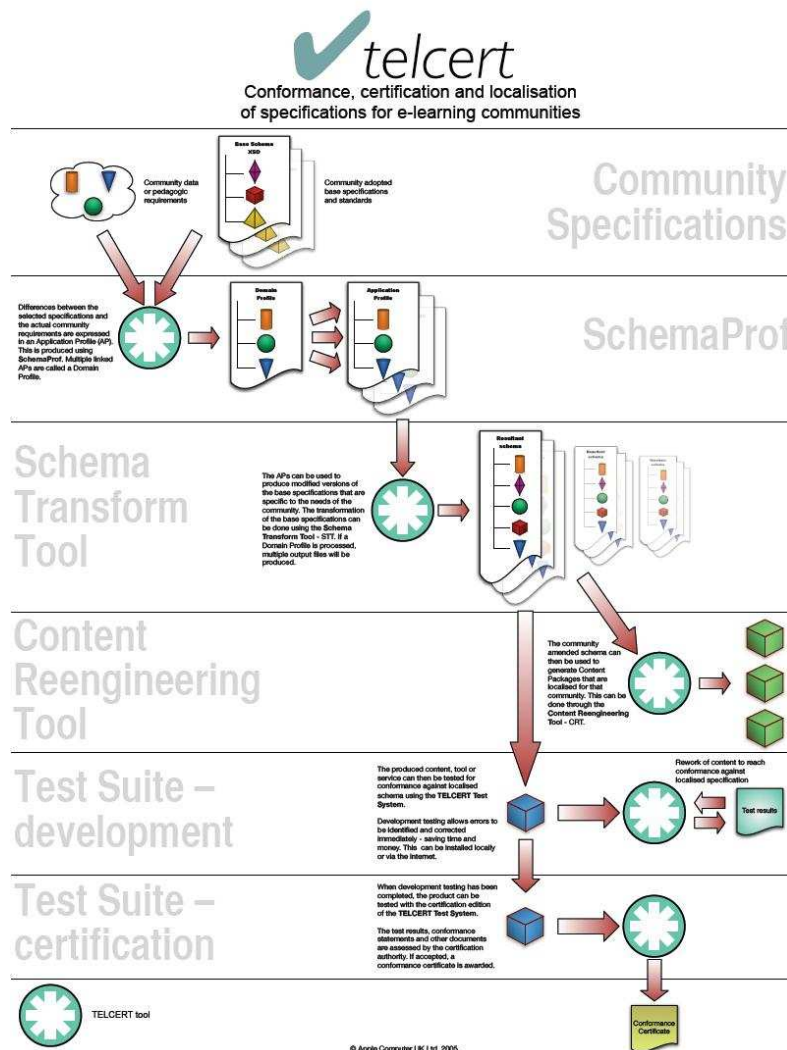 telcert
Conformance, certification and localisation
of specifications for e-learning communities
Base Schema
XSD
Community data
or pedagogic
requirements
Community adopted
base specifications
and standards
Community
Specifications
Differences between the
selected specifications and
the actual community
requirements are expressed
in an Application Profile (AP).
This is produced using
SchemaProf. Multiple linked
APs are called a Domain
Profile.
Domain
Profile
Application
Profile
SchemaProf
Schema
Transform
Tool
The APs can be used to
produce modified versions of
the base specifications that are
specific to the needs of the
community. The transformation
of the base specifications can
be done using the Schema
Transform Tool - STT. If a
Domain Profile is processed,
multiple output files will be
produced.
Resultant
schema
Resultant
schema
Resultant
schema
Content
Reengineering
Tool
The community
amended schema can
then be used to
generate Content
Packages that are
localised for that
community. This can be
done through the
Content Reengineering
Tool - CRT.
Test Suite –
development
The produced content, tool or
service can then be tested for
conformance against localised
schema using the TELCERT Test
System.
Development testing allows errors to
be identified and corrected
immediately - saving time and
money. This can be installed locally
or via the internet.
Rework of content to reach
conformance against
localised specification
Test results
Test Suite –
certification
When development testing has been
completed, the product can be
tested with the certification edition
of the TELCERT Test System.
The test results, conformance
statements and other documents
are assessed by the certification
authority. If accepted, a
conformance certificate is awarded.
TELCERT tool
Conformance
Certificate
© Apple Computer UK Ltd, 2005